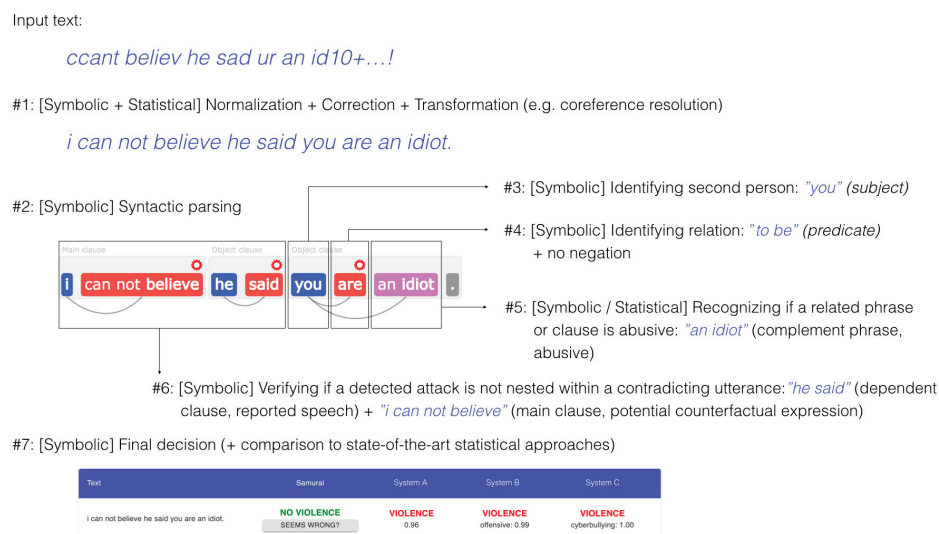 Input text:
ccant believ he sad ur an id10+...!
#1: [Symbolic + Statistical] Normalization + Correction + Transformation (e.g. coreference resolution)
i can not believe he said you are an idiot.
#2: [Symbolic] Syntactic parsing
Main clause Object clause Object clause
i can not believe he said you are an idiot .
#3: [Symbolic] Identifying second person: "you" (subject)
#4: [Symbolic] Identifying relation: "to be" (predicate)
+ no negation
#5: [Symbolic / Statistical] Recognizing if a related phrase
or clause is abusive: "an idiot" (complement phrase,
abusive)
#6: [Symbolic] Verifying if a detected attack is not nested within a contradicting utterance: "he said" (dependent
clause, reported speech) + "i can not believe" (main clause, potential counterfactual expression)
#7: [Symbolic] Final decision (+ comparison to state-of-the-art statistical approaches)
Text Samurai System A System B System C
NO VIOLENCE VIOLENCE VIOLENCE VIOLENCE
i can not believe he said you are an idiot. SEEMS WRONG? 0.96 offensive: 0.99 cyberbullying: 1.00